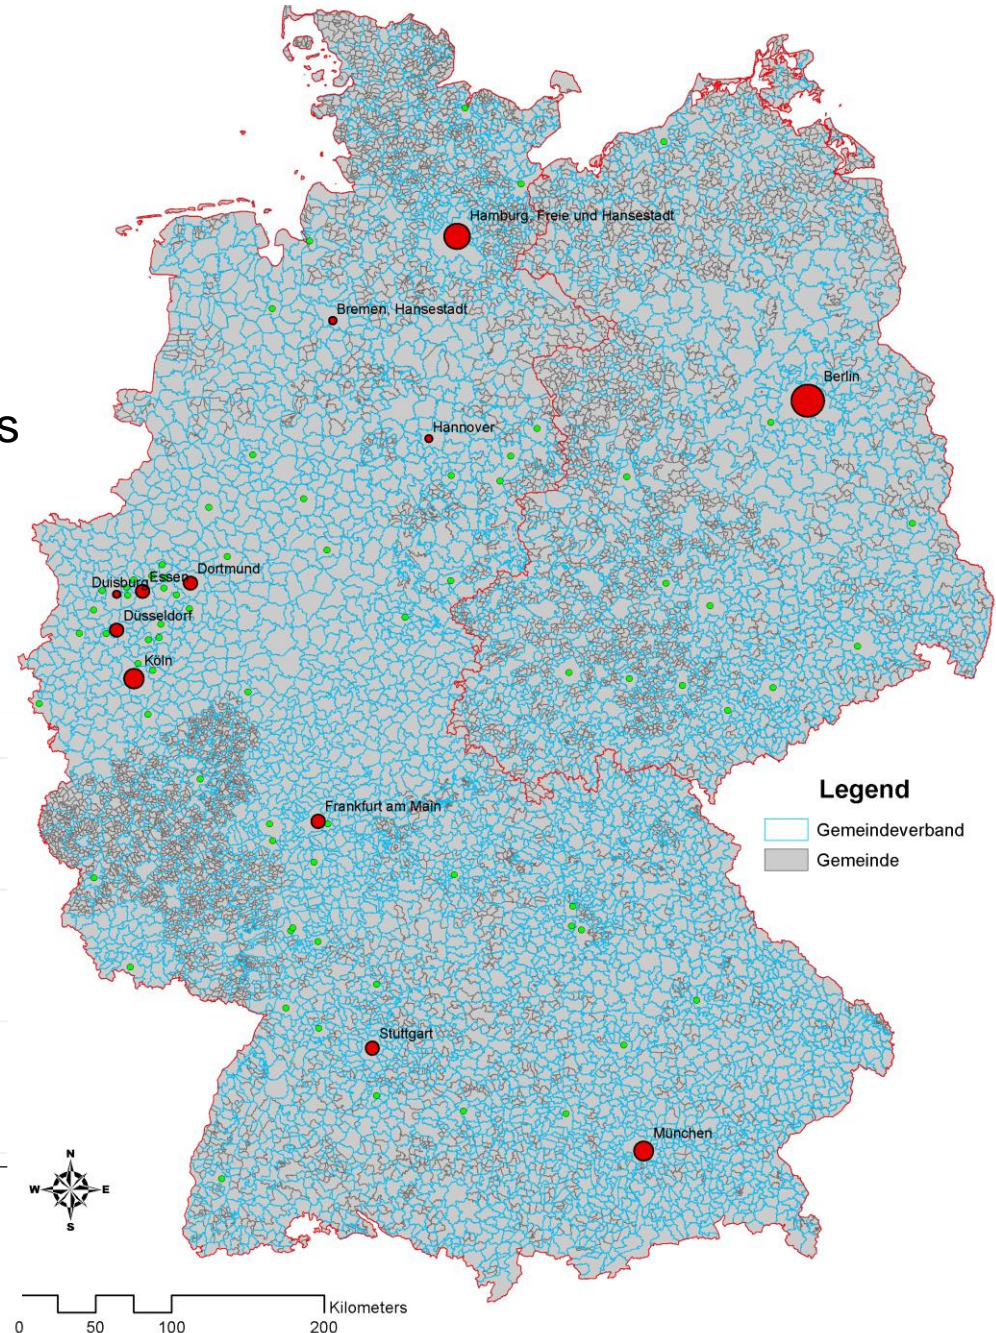 Hamburg, Freie und Hansestadt
Bremen, Hansestadt
Berlin
Hannover
s
Dortmund
Essen
Duisburg
Düsseldorf
Köln
Legend
Frankfurt am Main
Gemeindeverband
Gemeinde
Stuttgart
München
N
W E
S
Kilometers
0 50 100 200